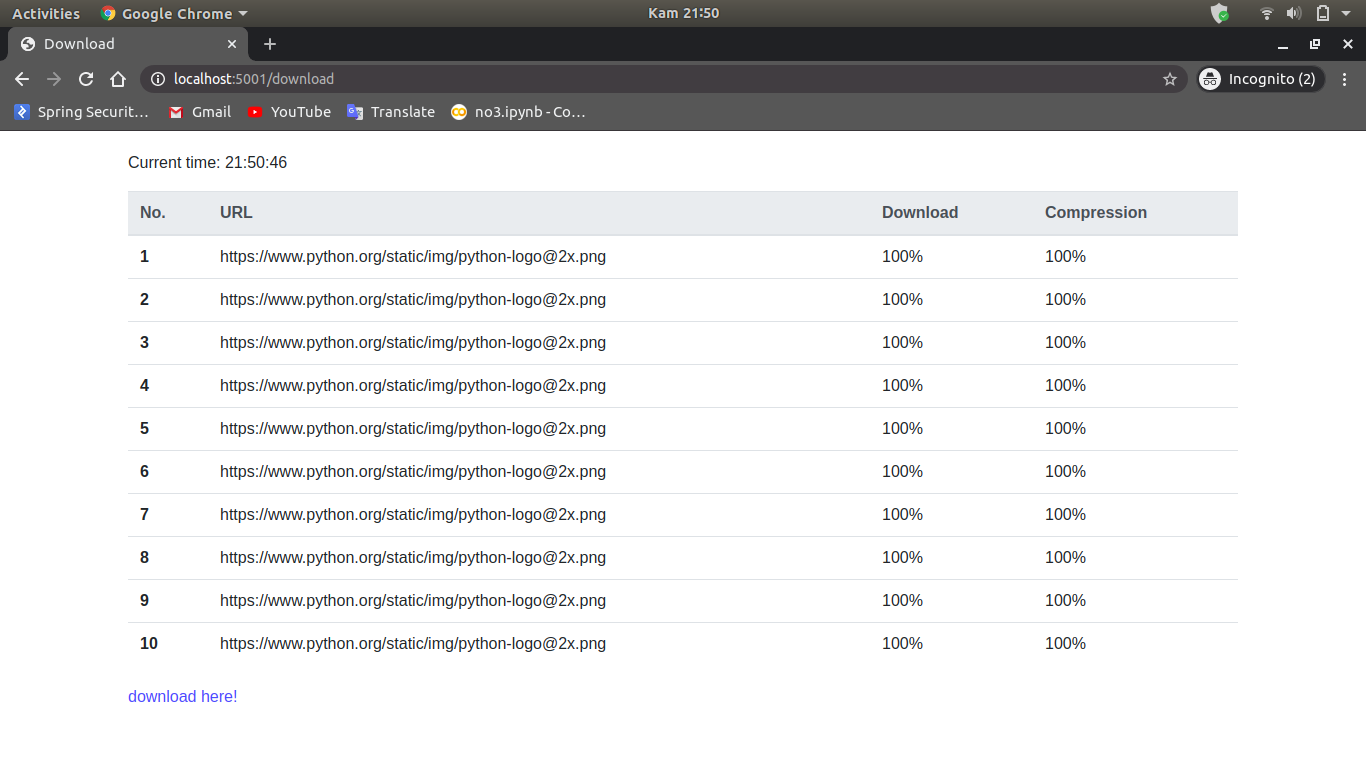 Activities Google Chrome Kam 21:50
Download
localhost:5001/download Incognito (2)
Spring Securit… Gmail YouTube Translate no3.ipynb - Co…
Current time: 21:50:46
No. URL Download Compression
1 https://www.python.org/static/img/python-logo@2x.png 100% 100%
2 https://www.python.org/static/img/python-logo@2x.png 100% 100%
3 https://www.python.org/static/img/python-logo@2x.png 100% 100%
4 https://www.python.org/static/img/python-logo@2x.png 100% 100%
5 https://www.python.org/static/img/python-logo@2x.png 100% 100%
6 https://www.python.org/static/img/python-logo@2x.png 100% 100%
7 https://www.python.org/static/img/python-logo@2x.png 100% 100%
8 https://www.python.org/static/img/python-logo@2x.png 100% 100%
9 https://www.python.org/static/img/python-logo@2x.png 100% 100%
10 https://www.python.org/static/img/python-logo@2x.png 100% 100%
download here!